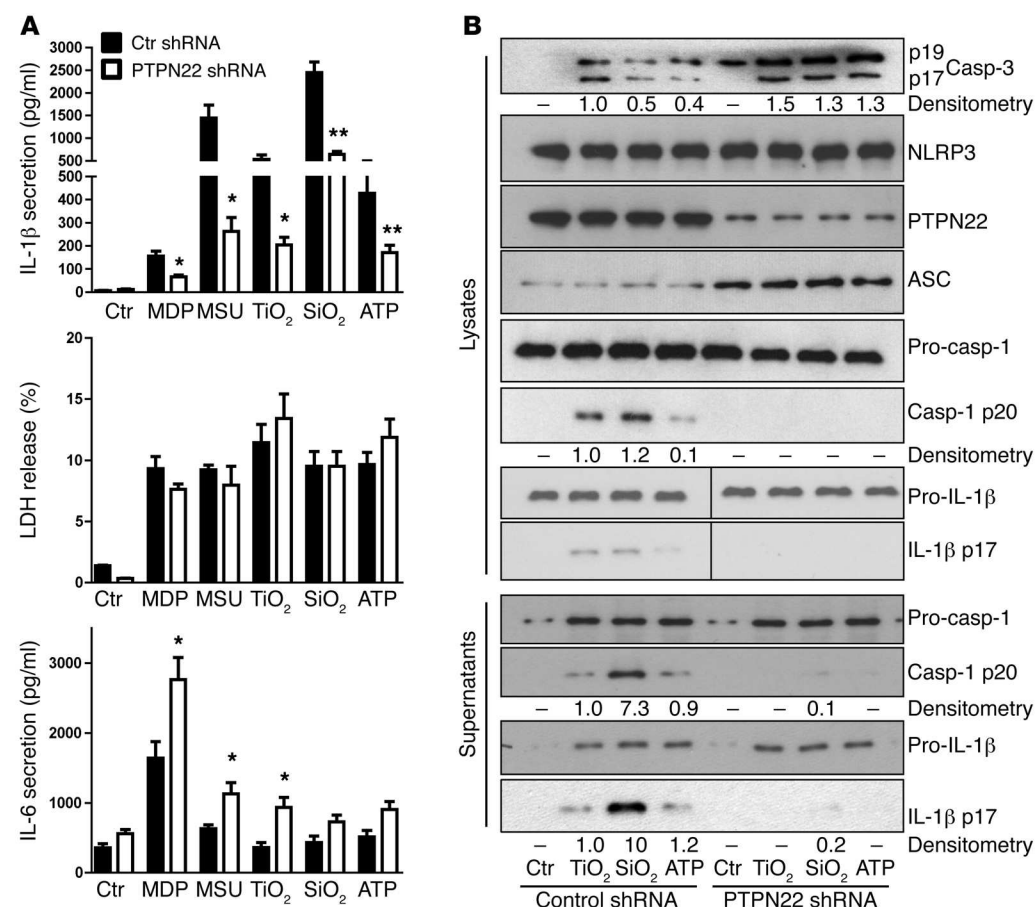 A
Ctr shRNA
PTPN22 shRNA
IL-1β secretion (pg/ml)
3000
2500
2000
1500
1000
500
500
400
300
200
100
0
* * * ** **
Ctr MDP MSU TiO2 SiO2 ATP
LDH release (%)
20
15
10
5
0
Ctr MDP MSU TiO2 SiO2 ATP
IL-6 secretion (pg/ml)
3000
2000
1000
0
* * *
Ctr MDP MSU TiO2 SiO2 ATP
B
Lysates
p19
p17 Casp-3
– 1.0 0.5 0.4 – 1.5 1.3 1.3 Densitometry
NLRP3
PTPN22
ASC
Pro-casp-1
Casp-1 p20
– 1.0 1.2 0.1 – – – – Densitometry
Pro-IL-1β
IL-1β p17
Supernatants
Pro-casp-1
Casp-1 p20
– 1.0 7.3 0.9 – – 0.1 – Densitometry
Pro-IL-1β
IL-1β p17
– 1.0 10 1.2 – – 0.2 – Densitometry
Ctr TiO2 SiO2 ATP Ctr TiO2 SiO2 ATP
Control shRNA PTPN22 shRNA